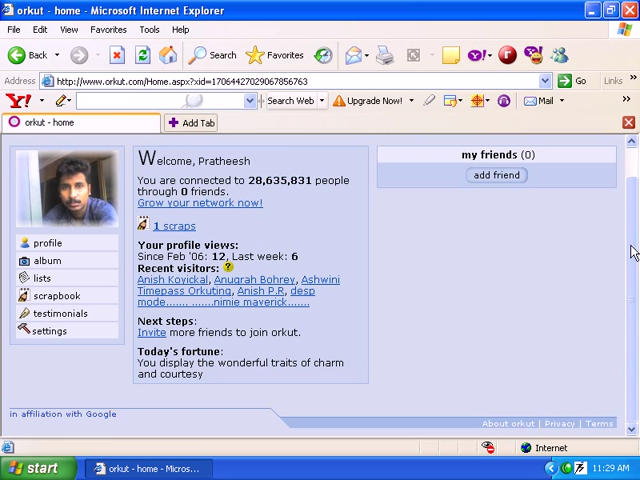 orkut - home - Microsoft Internet Explorer
File Edit View Favorites Tools Help
Back Search Favorites
Address http://www.orkut.com/Home.aspx?xid=17064427029067856763 Go Links
Y! Search Web Upgrade Now! Mail
orkut - home Add Tab
Welcome, Pratheesh
You are connected to 28,635,831 people
through 0 friends.
Grow your network now!
1 scraps
Your profile views:
Since Feb '06: 12, Last week: 6
Recent visitors: ?
Anish Koyickal, Anugrah Bohrey, Ashwini
Timepass Orkuting, Anish P.R, desp
mode....... .......nimie maverick.......
Next steps:
Invite more friends to join orkut.
Today's fortune:
You display the wonderful traits of charm
and courtesy
my friends (0)
add friend
profile
album
lists
scrapbook
testimonials
settings
in affiliation with Google
About orkut | Privacy | Terms
Internet
start orkut - home - Micros... 11:29 AM